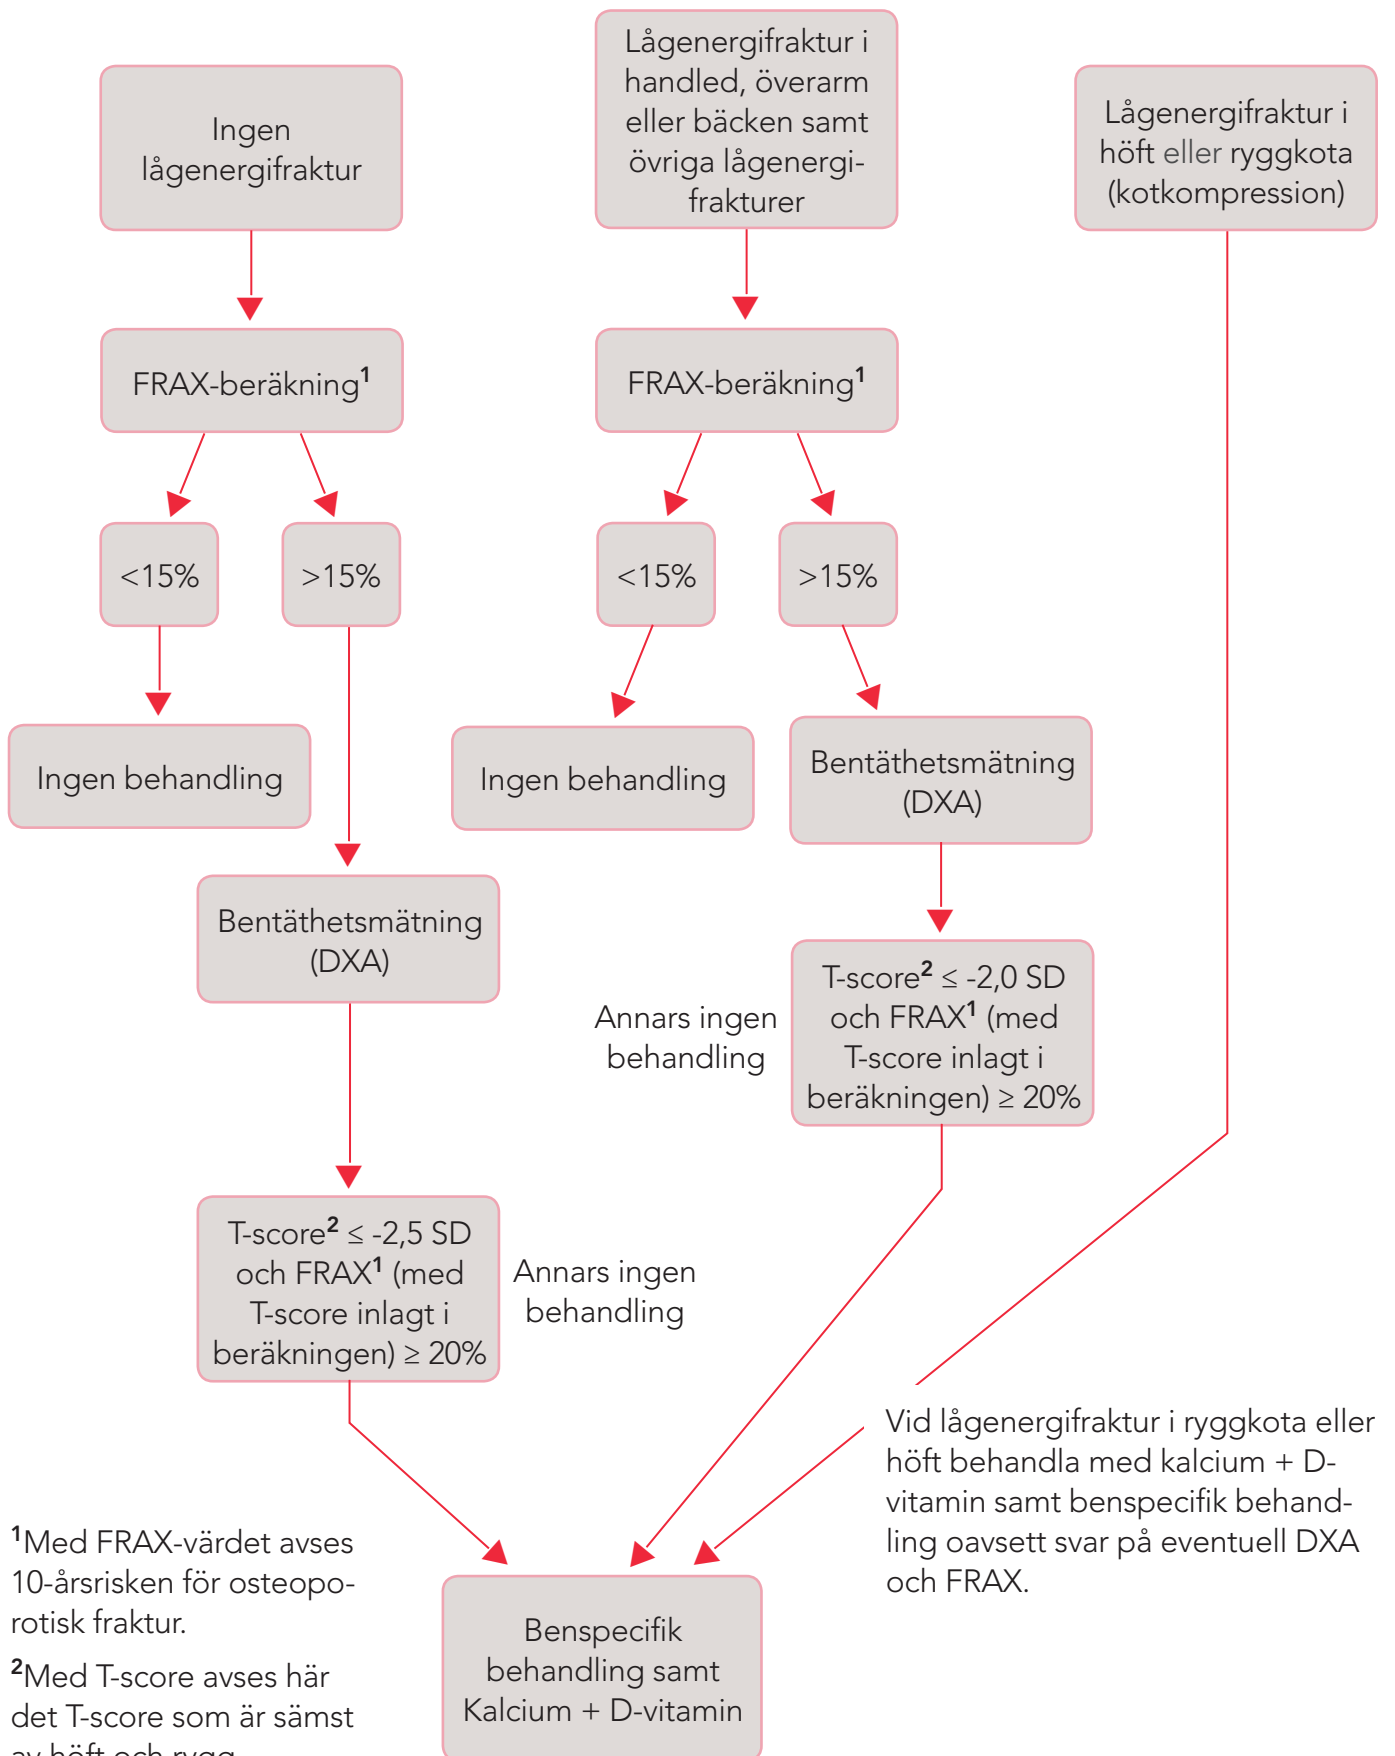 Ingen
lågenergifraktur
Lågenergifraktur i
handled, överarm
eller bäcken samt
övriga lågenergi-
frakturer
Lågenergifraktur i
höft eller ryggkota
(kotkompression)
FRAX-beräkning¹
FRAX-beräkning¹
<15%
>15%
<15%
>15%
Ingen behandling
Ingen behandling
Bentäthetsmätning
(DXA)
Bentäthetsmätning
(DXA)
Annars ingen
behandling
T-score² ≤ -2,0 SD
och FRAX¹ (med
T-score inlagt i
beräkningen) ≥ 20%
T-score² ≤ -2,5 SD
och FRAX¹ (med
T-score inlagt i
beräkningen) ≥ 20%
Annars ingen
behandling
Vid lågenergifraktur i ryggkota eller
höft behandla med kalcium + D-
vitamin samt benspecifik behand-
ling oavsett svar på eventuell DXA
och FRAX.
¹Med FRAX-värdet avses
10-årsrisken för osteopo-
rotisk fraktur.
²Med T-score avses här
det T-score som är sämst
av höft och rygg
Benspecifik
behandling samt
Kalcium + D-vitamin